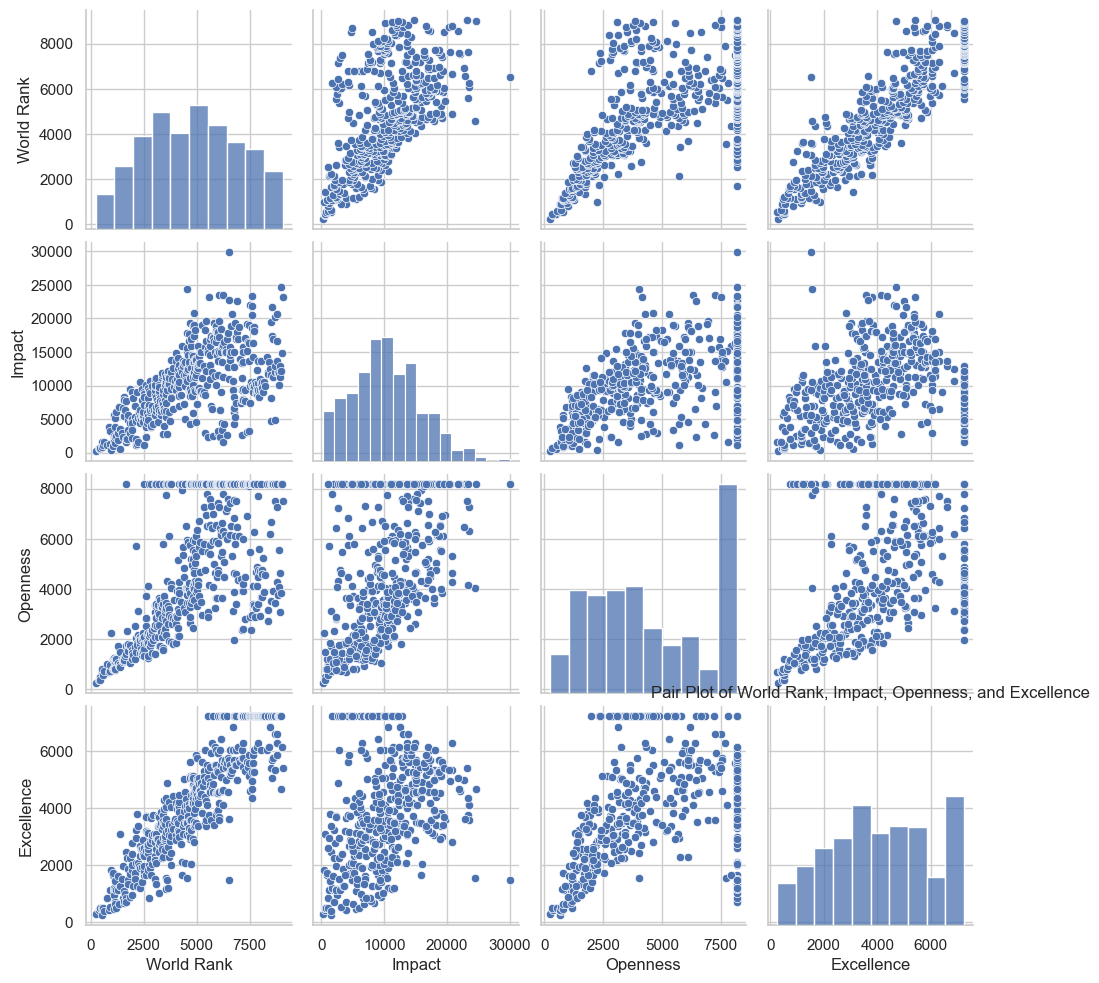 8000
6000
4000
2000
0
World Rank
30000
25000
20000
15000
10000
5000
0
Impact
8000
6000
4000
2000
0
Openness
Pair Plot of World Rank, Impact, Openness, and Excellence
6000
4000
2000
0
Excellence
0 2500 5000 7500
World Rank
0 10000 20000 30000
Impact
0 2500 5000 7500
Openness
0 2000 4000 6000
Excellence